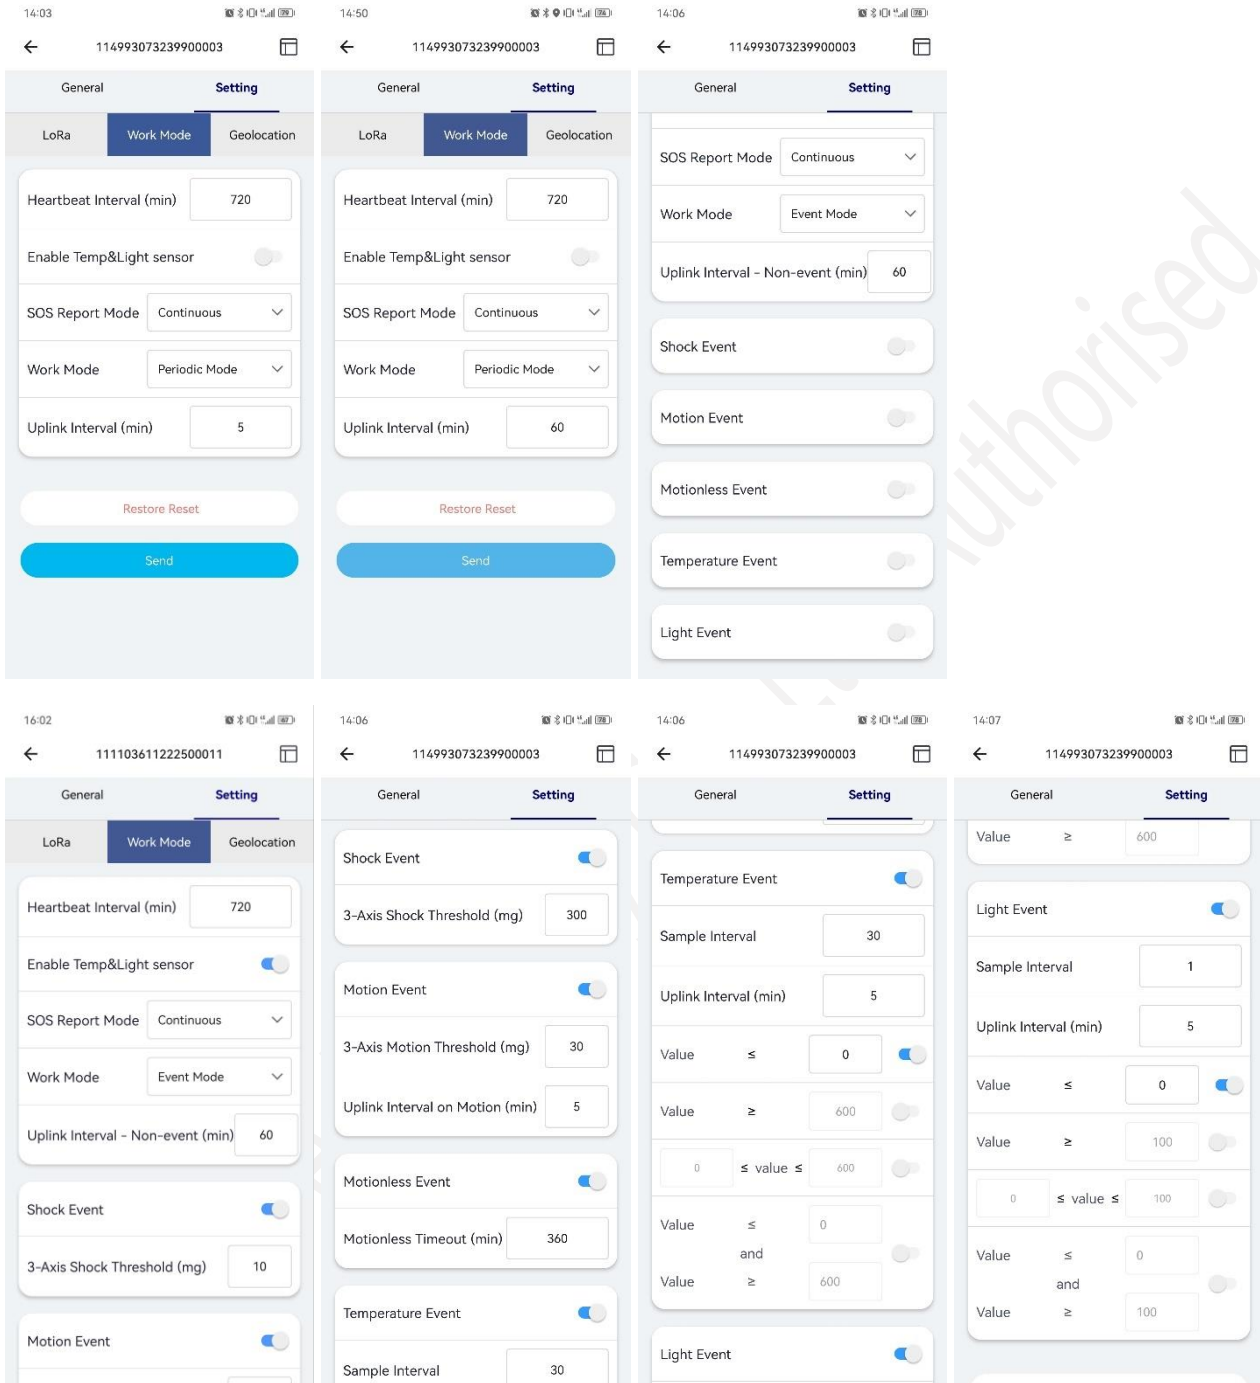 14:03
114993073239900003
General Setting
LoRa Work Mode Geolocation
Heartbeat Interval (min) 720
Enable Temp&Light sensor
SOS Report Mode Continuous
Work Mode Periodic Mode
Uplink Interval (min) 5
Restore Reset
Send
14:50
114993073239900003
General Setting
LoRa Work Mode Geolocation
Heartbeat Interval (min) 720
Enable Temp&Light sensor
SOS Report Mode Continuous
Work Mode Periodic Mode
Uplink Interval (min) 60
Restore Reset
Send
14:06
114993073239900003
General Setting
SOS Report Mode Continuous
Work Mode Event Mode
Uplink Interval - Non-event (min) 60
Shock Event
Motion Event
Motionless Event
Temperature Event
Light Event
16:02
111103611222500011
General Setting
LoRa Work Mode Geolocation
Heartbeat Interval (min) 720
Enable Temp&Light sensor
SOS Report Mode Continuous
Work Mode Event Mode
Uplink Interval - Non-event (min) 60
Shock Event
3-Axis Shock Threshold (mg) 10
Motion Event
14:06
114993073239900003
General Setting
Shock Event
3-Axis Shock Threshold (mg) 300
Motion Event
3-Axis Motion Threshold (mg) 30
Uplink Interval on Motion (min) 5
Motionless Event
Motionless Timeout (min) 360
Temperature Event
Sample Interval 30
14:06
114993073239900003
General Setting
Temperature Event
Sample Interval 30
Uplink Interval (min) 5
Value ≤ 0
Value ≥ 600
0 ≤ value ≤ 600
Value ≤ 0
and
Value ≥ 600
Light Event
14:07
114993073239900003
General Setting
Value ≥ 600
Light Event
Sample Interval 1
Uplink Interval (min) 5
Value ≤ 0
Value ≥ 100
0 ≤ value ≤ 100
Value ≤ 0
and
Value ≥ 100